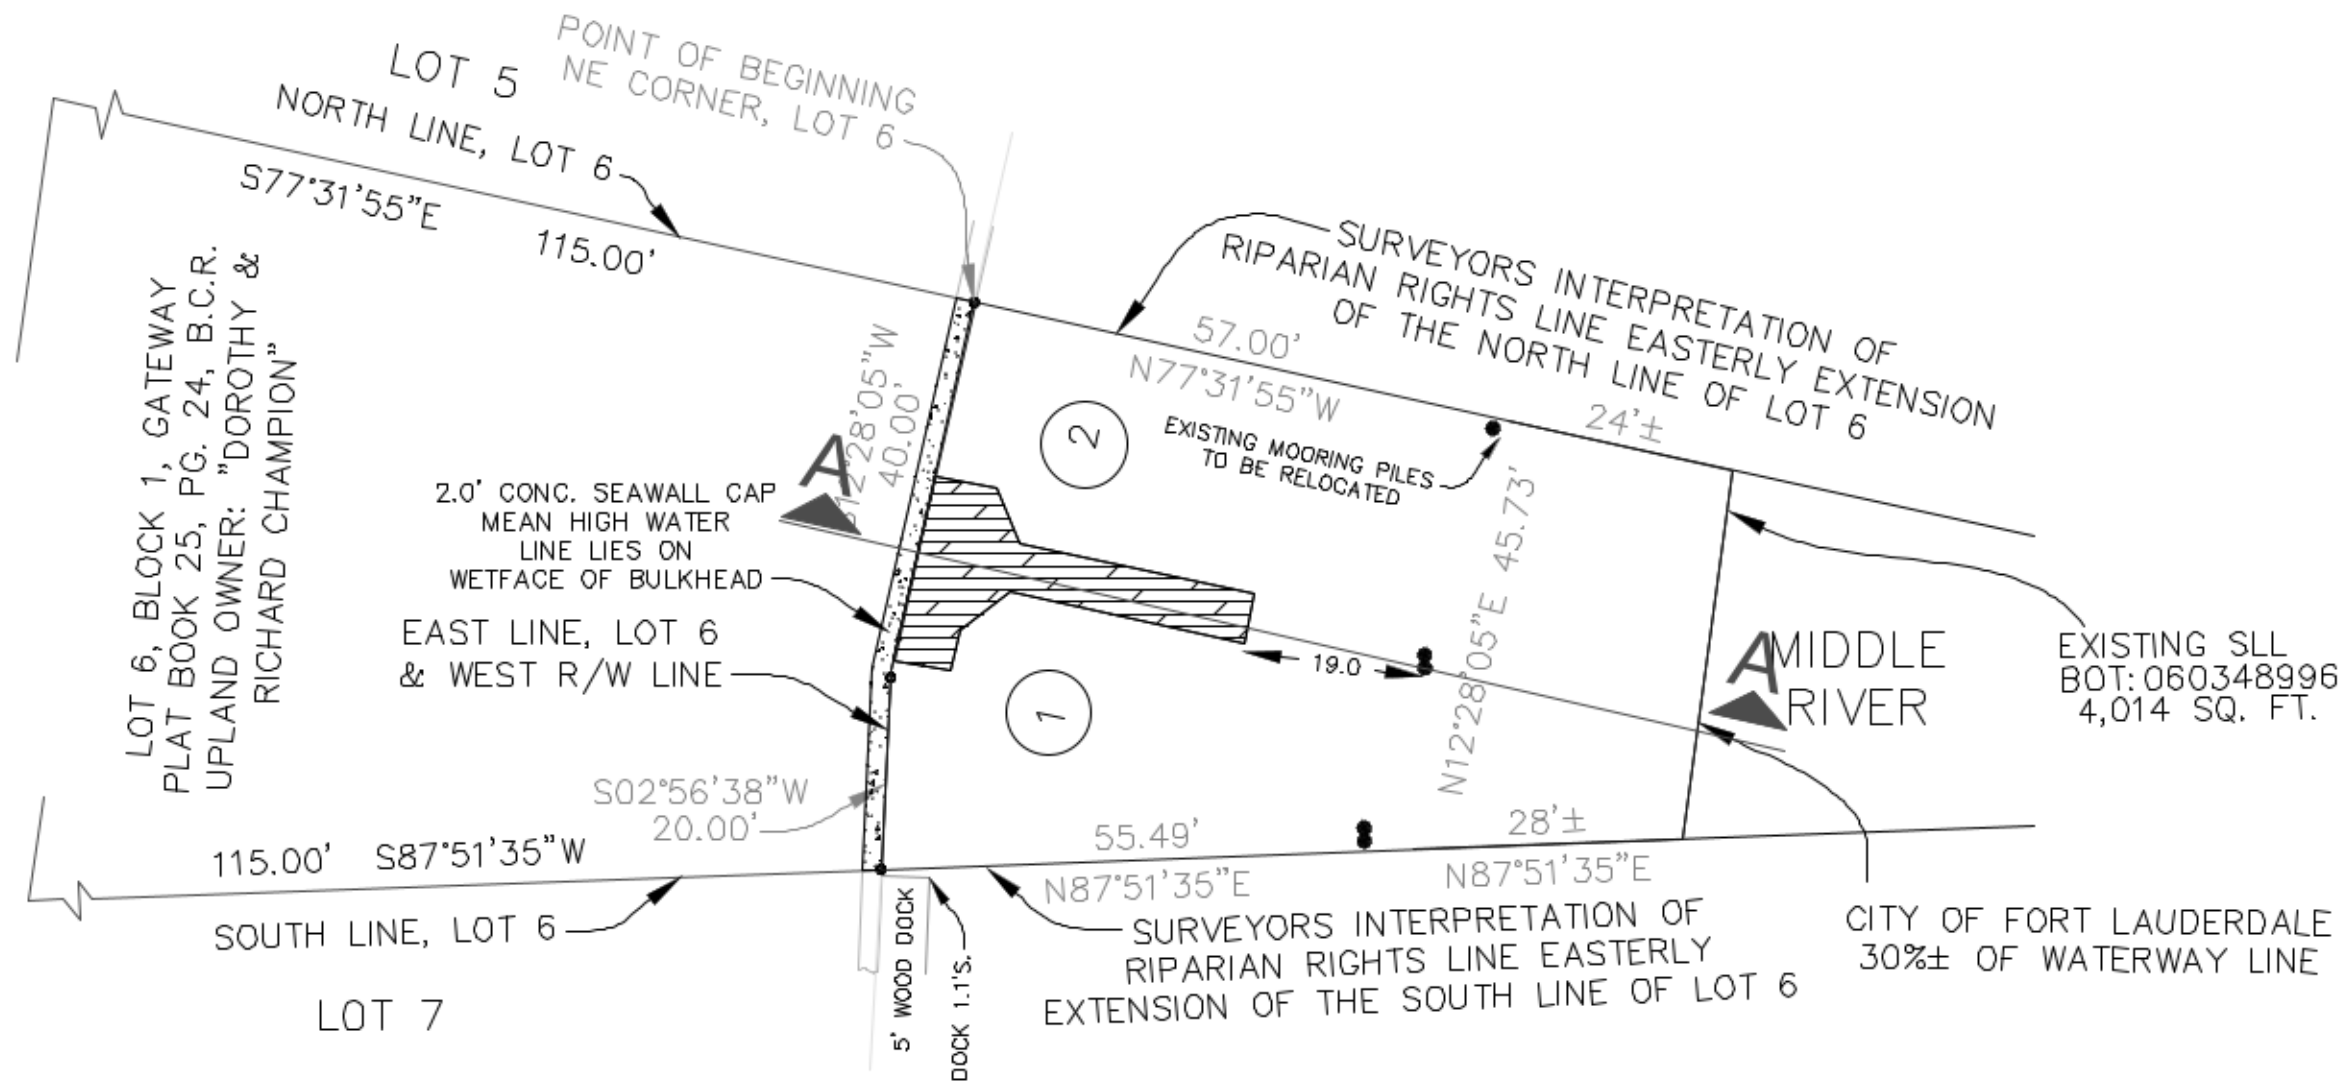 LOT 5
POINT OF BEGINNING
NE CORNER, LOT 6
NORTH LINE, LOT 6
S77°31'55"E
115.00'
SURVEYORS INTERPRETATION OF
RIPARIAN RIGHTS LINE EASTERLY EXTENSION
OF THE NORTH LINE OF LOT 6
57.00'
N77°31'55"W
24'±
LOT 6, BLOCK 1, GATEWAY
PLAT BOOK 25, PG. 24, B.C.R.
UPLAND OWNER: "DOROTHY &
RICHARD CHAMPION"
S12°28'05"W
40.00'
A
2
EXISTING MOORING PILES
TO BE RELOCATED
2.0' CONC. SEAWALL CAP
MEAN HIGH WATER
LINE LIES ON
WETFACE OF BULKHEAD
N12°28'05"E 45.73'
EAST LINE, LOT 6
& WEST R/W LINE
19.0
1
A
MIDDLE
RIVER
EXISTING SLL
BOT: 060348996
4,014 SQ. FT.
S02°56'38"W
20.00'
115.00' S87°51'35"W
55.49'
N87°51'35"E
28'±
N87°51'35"E
SOUTH LINE, LOT 6
5' WOOD DOCK
DOCK 1.1'S.
SURVEYORS INTERPRETATION OF
RIPARIAN RIGHTS LINE EASTERLY
EXTENSION OF THE SOUTH LINE OF LOT 6
CITY OF FORT LAUDERDALE
30%± OF WATERWAY LINE
LOT 7